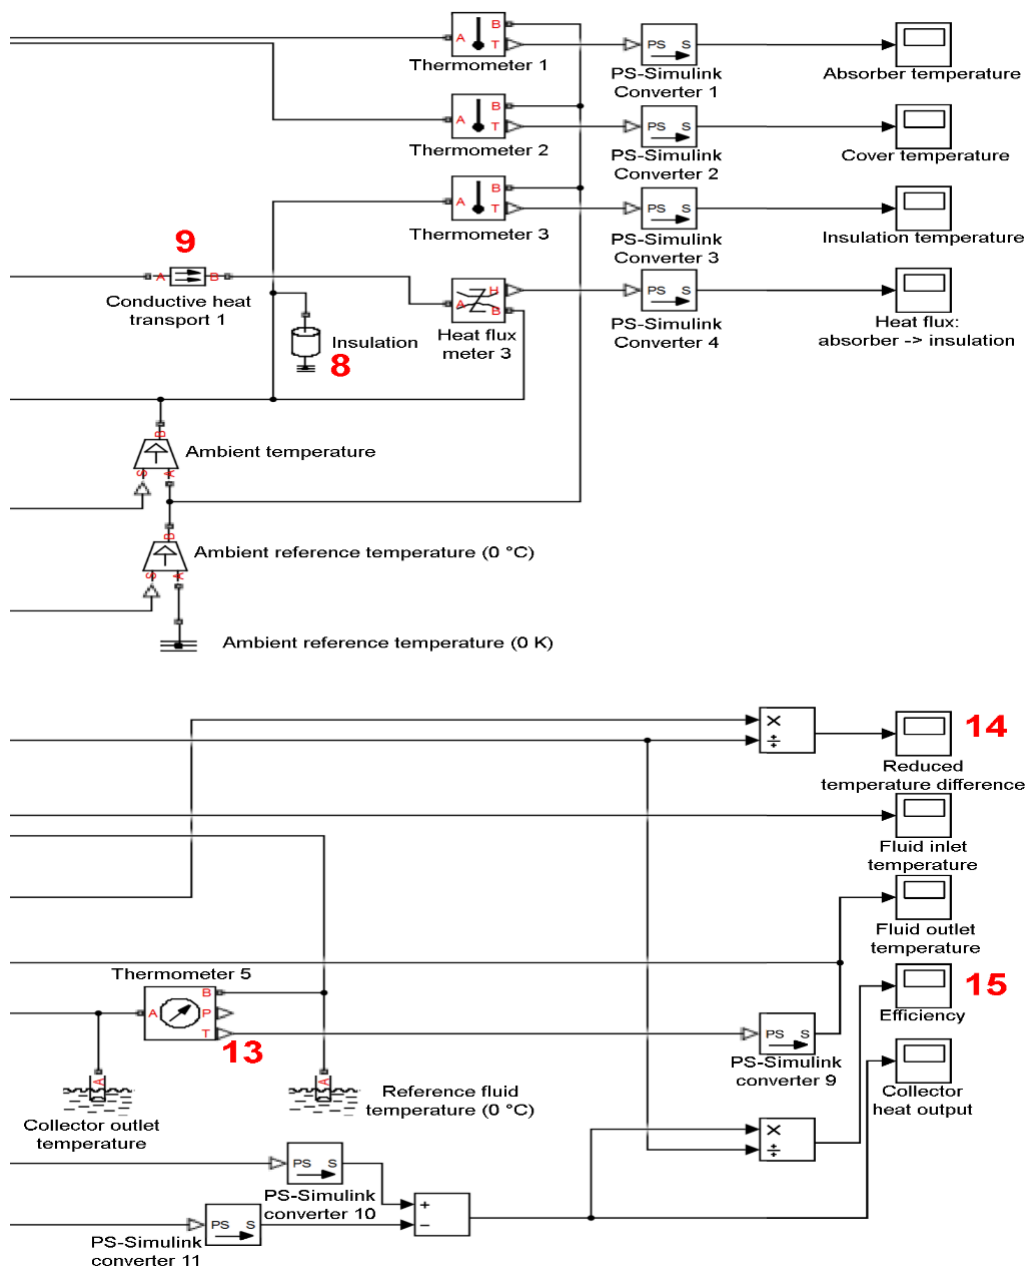 A
B
T
Thermometer 1
PS S
PS-Simulink
Converter 1
Absorber temperature
A
B
T
Thermometer 2
PS S
PS-Simulink
Converter 2
Cover temperature
A
B
T
Thermometer 3
PS S
PS-Simulink
Converter 3
Insulation temperature
9
A B
Conductive heat
transport 1
Insulation
8
A
H
B
Heat flux
meter 3
PS S
PS-Simulink
Converter 4
Heat flux:
absorber -> insulation
B
S A
Ambient temperature
B
S A
Ambient reference temperature (0 °C)
Ambient reference temperature (0 K)
×
÷
14
Reduced
temperature difference
Fluid inlet
temperature
Fluid outlet
temperature
Thermometer 5
A
B
P
T
13
15
Efficiency
PS S
PS-Simulink
converter 9
A
Collector outlet
temperature
A
Reference fluid
temperature (0 °C)
Collector
heat output
×
÷
PS S
PS-Simulink
converter 10
+
−
PS S
PS-Simulink
converter 11